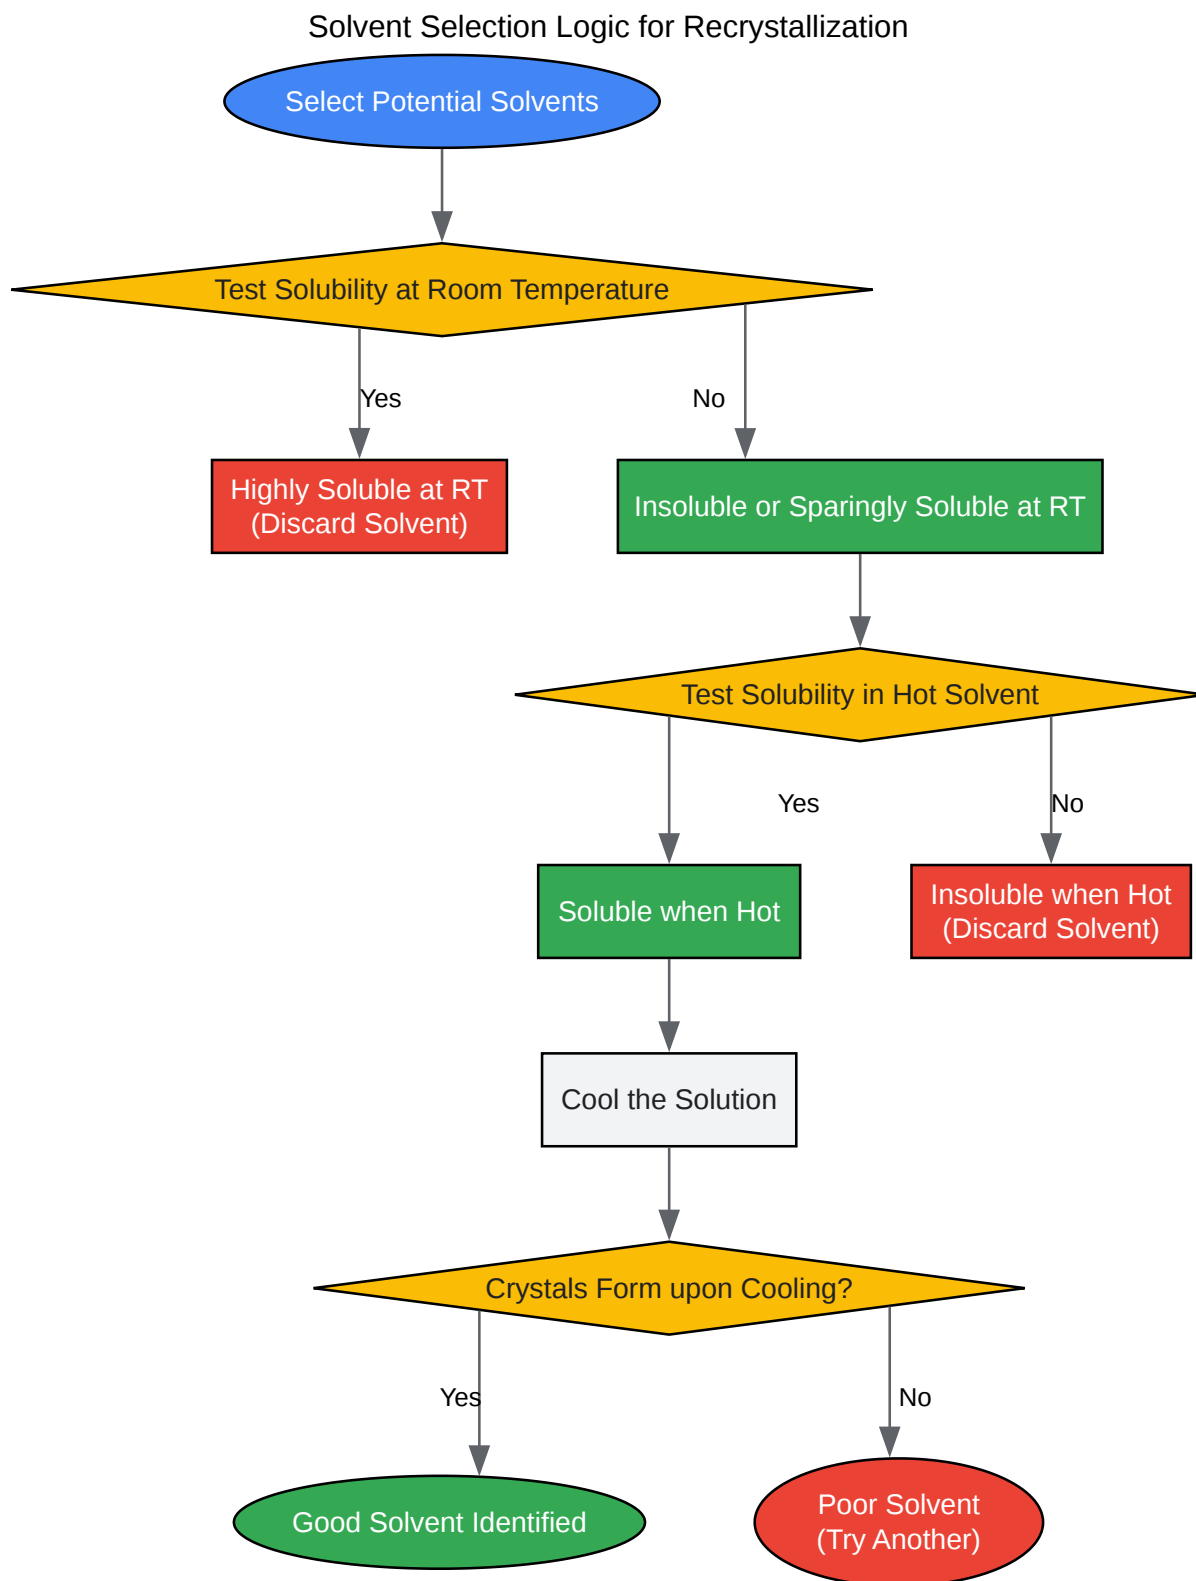 Solvent Selection Logic for Recrystallization
Select Potential Solvents
Test Solubility at Room Temperature
Yes
No
Highly Soluble at RT
(Discard Solvent)
Insoluble or Sparingly Soluble at RT
Test Solubility in Hot Solvent
Yes
No
Soluble when Hot
Insoluble when Hot
(Discard Solvent)
Cool the Solution
Crystals Form upon Cooling?
Yes
No
Good Solvent Identified
Poor Solvent
(Try Another)